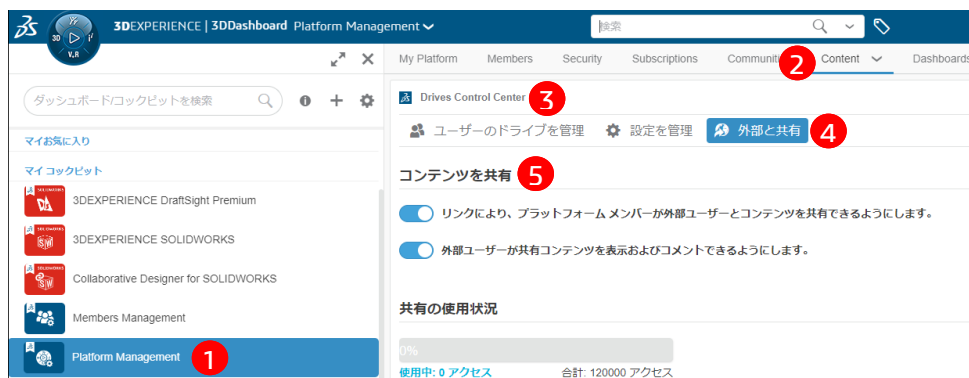 3DEXPERIENCE | 3DDashboard Platform Management
検索
3D
V.R
My Platform Members Security Subscriptions Communiti 2 Content Dashboards
ダッシュボード/コックピットを検索
Drives Control Center 3
ユーザーのドライブを管理 設定を管理 外部と共有 4
マイお気に入り
マイ コックピット
コンテンツを共有 5
3DEXPERIENCE DraftSight Premium
リンクにより、プラットフォーム メンバーが外部ユーザーとコンテンツを共有できるようにします。
3DEXPERIENCE SOLIDWORKS
外部ユーザーが共有コンテンツを表示およびコメントできるようにします。
Collaborative Designer for SOLIDWORKS
Members Management
共有の使用状況
Platform Management 1
0%
使用中: 0 アクセス 合計: 120000 アクセス